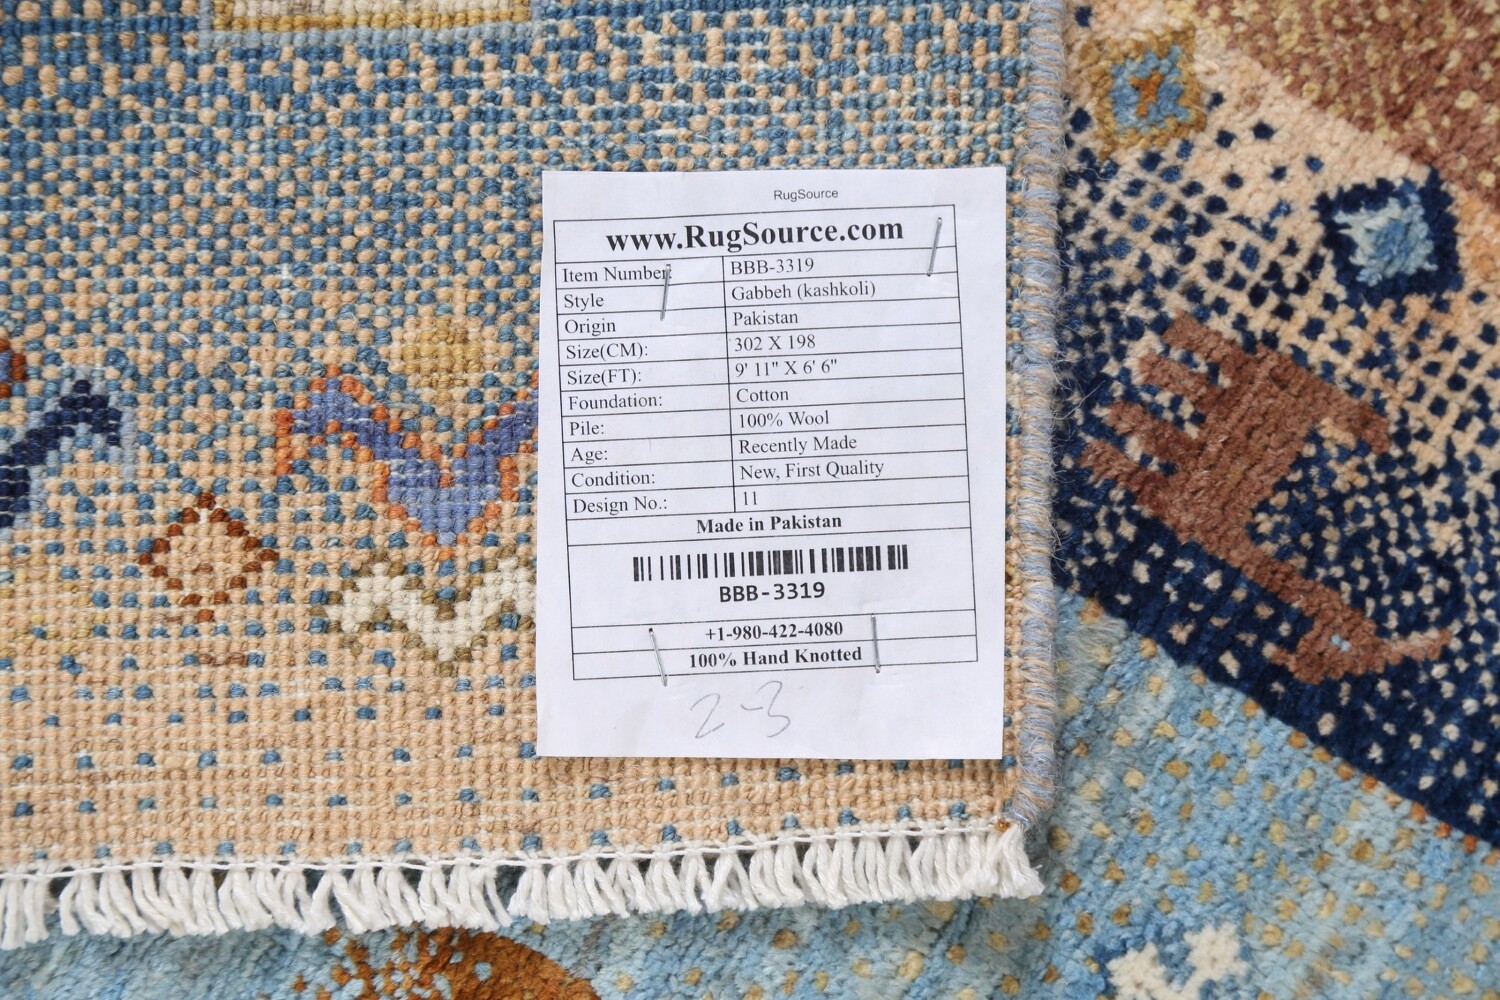 RugSource
www.RugSource.com
Item Number: BBB-3319
Style Gabbeh (kashkoli)
Origin Pakistan
Size(CM): 302 X 198
Size(FT): 9' 11" X 6' 6"
Foundation: Cotton
Pile: 100% Wool
Age: Recently Made
Condition: New, First Quality
Design No.: 11
Made in Pakistan
BBB-3319
+1-980-422-4080
100% Hand Knotted
2-3